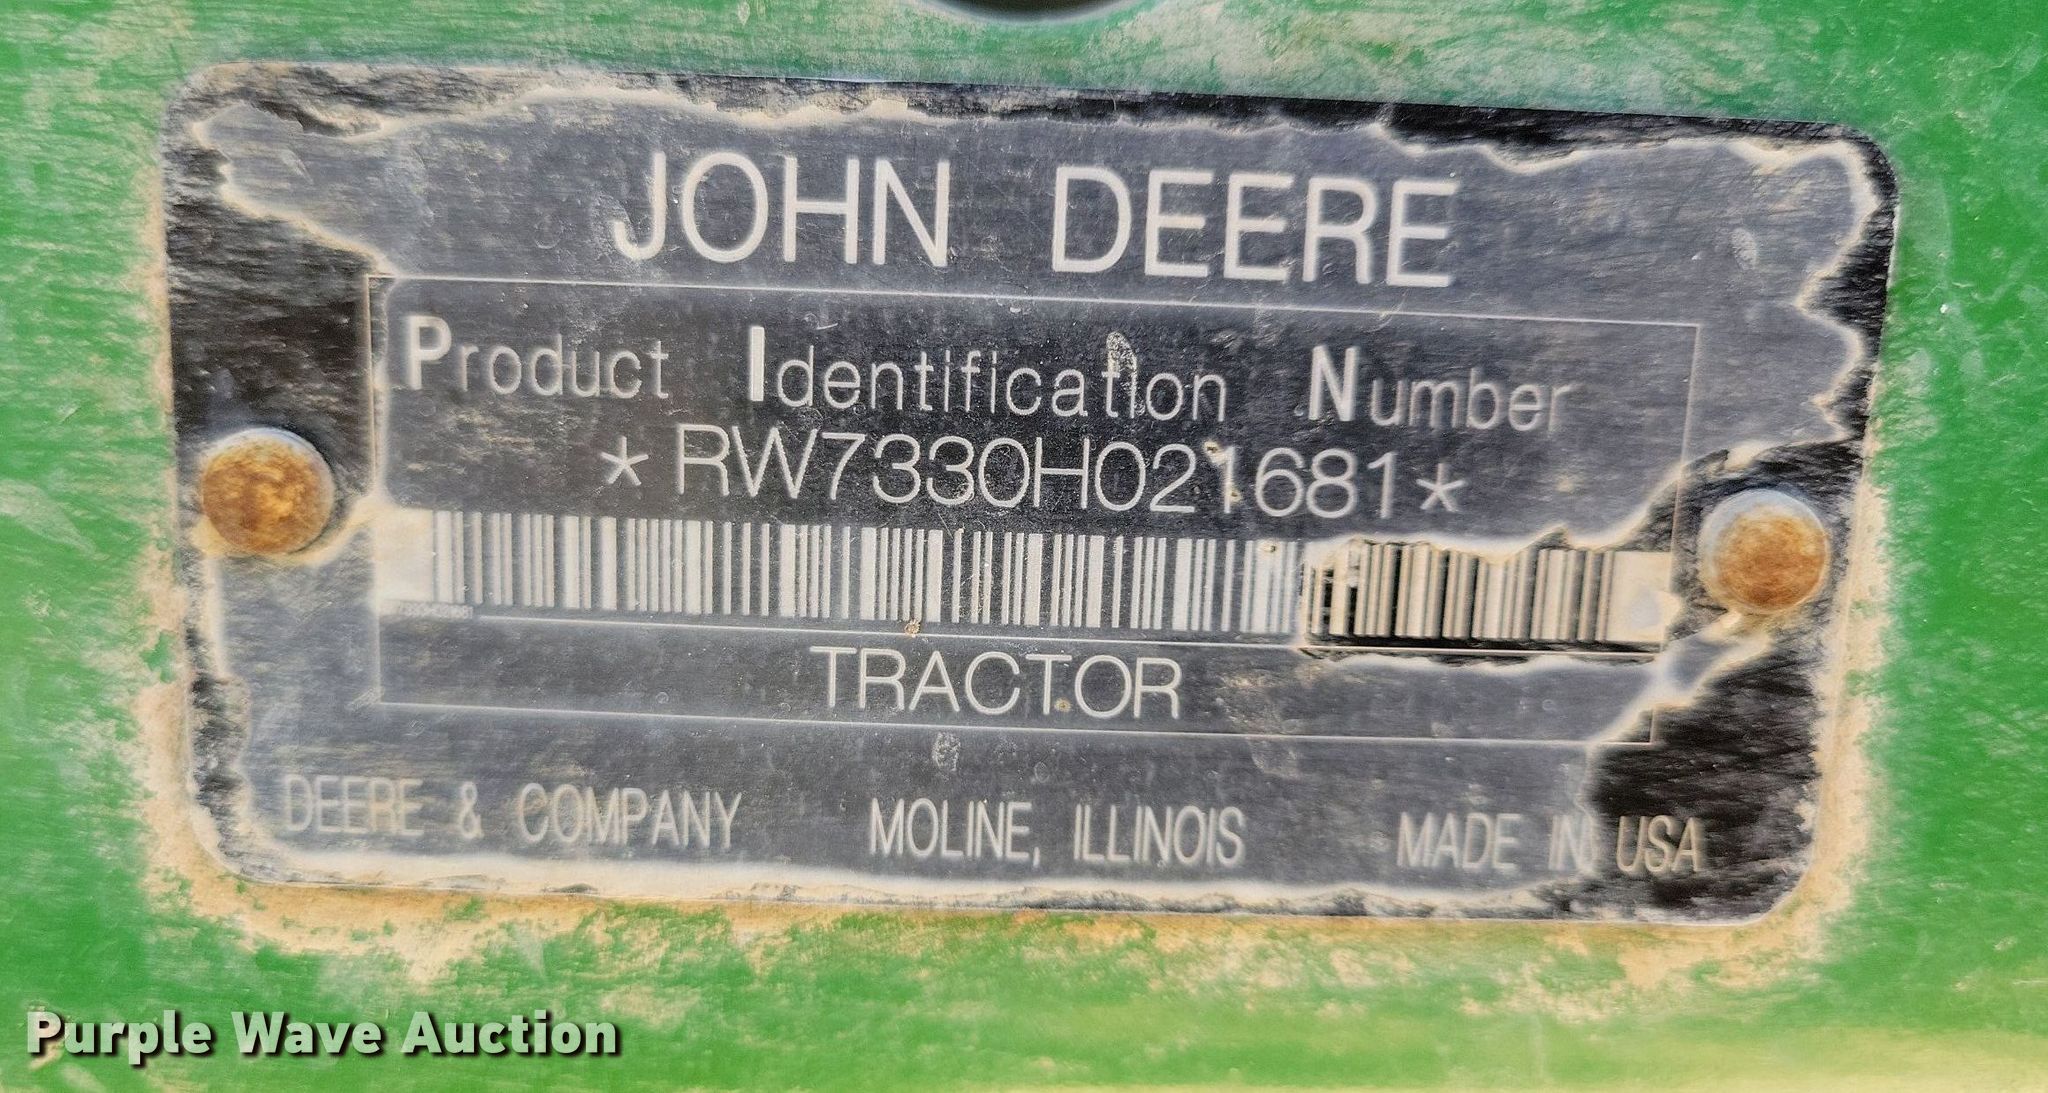 JOHN DEERE
Product Identification Number
*RW7330H021681*
TRACTOR
DEERE & COMPANY MOLINE, ILLINOIS MADE IN USA
Purple Wave Auction